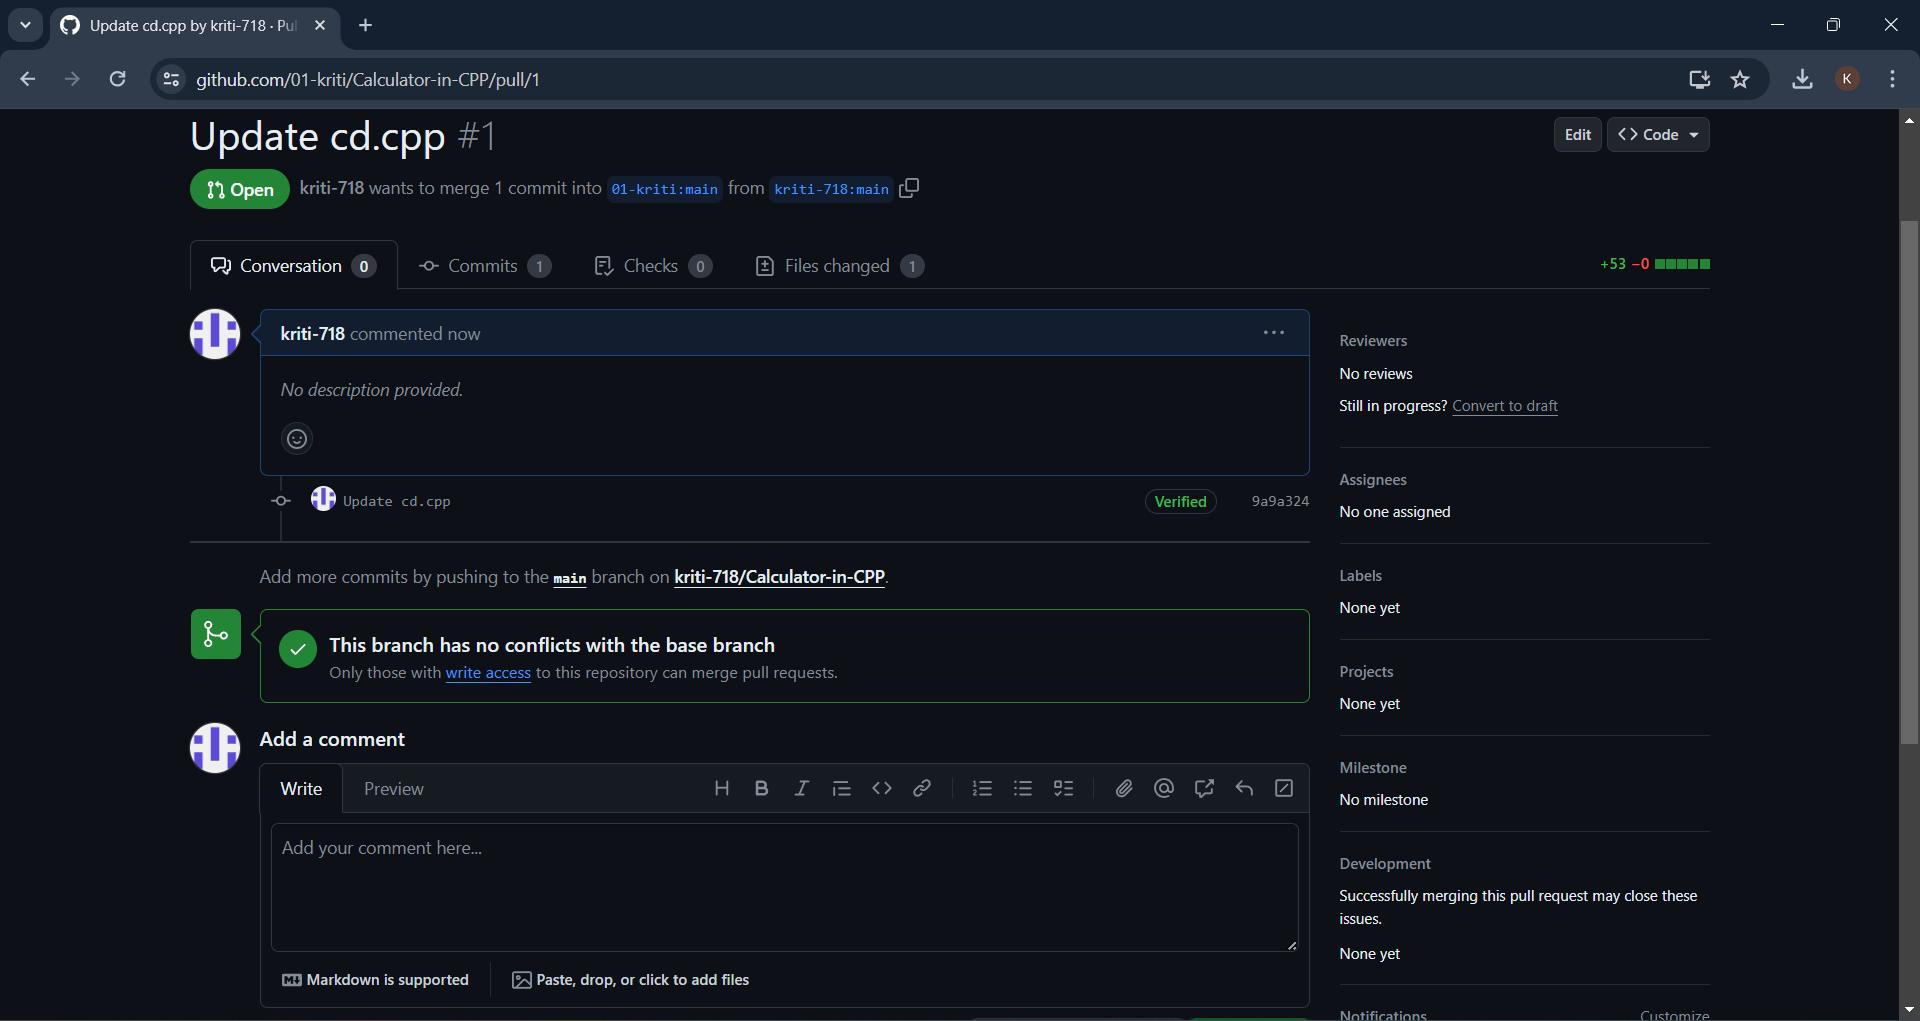 Update cd.cpp by kriti-718 · Pul
github.com/01-kriti/Calculator-in-CPP/pull/1
K
Update cd.cpp #1
Edit
<> Code
Open
kriti-718 wants to merge 1 commit into 01-kriti:main from kriti-718:main
Conversation 0
Commits 1
Checks 0
Files changed 1
+53 −0
kriti-718 commented now
No description provided.
Update cd.cpp
Verified
9a9a324
Add more commits by pushing to the main branch on kriti-718/Calculator-in-CPP.
This branch has no conflicts with the base branch
Only those with write access to this repository can merge pull requests.
Add a comment
Write
Preview
Add your comment here...
Markdown is supported
Paste, drop, or click to add files
Reviewers
No reviews
Still in progress? Convert to draft
Assignees
No one assigned
Labels
None yet
Projects
None yet
Milestone
No milestone
Development
Successfully merging this pull request may close these
issues.
None yet
Notifications
Customize